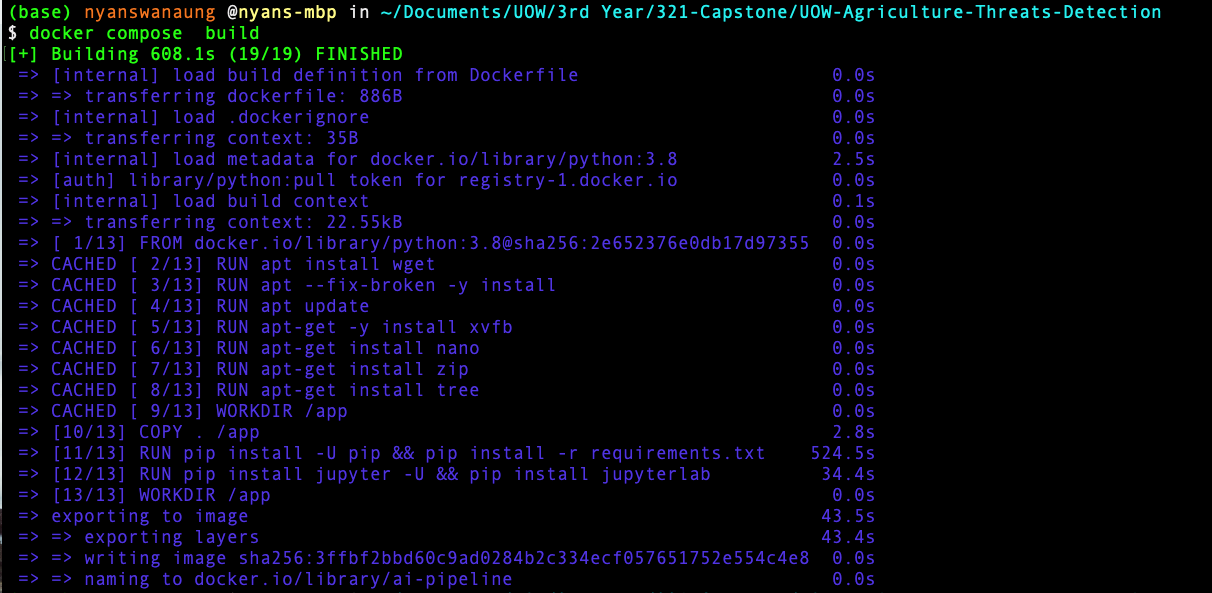 (base) nyanswanaung @nyans-mbp in ~/Documents/UOW/3rd Year/321-Capstone/UOW-Agriculture-Threats-Detection
$ docker compose  build
[+] Building 608.1s (19/19) FINISHED
=> [internal] load build definition from Dockerfile 0.0s
=> => transferring dockerfile: 886B 0.0s
=> [internal] load .dockerignore 0.0s
=> => transferring context: 35B 0.0s
=> [internal] load metadata for docker.io/library/python:3.8 2.5s
=> [auth] library/python:pull token for registry-1.docker.io 0.0s
=> [internal] load build context 0.1s
=> => transferring context: 22.55kB 0.0s
=> [ 1/13] FROM docker.io/library/python:3.8@sha256:2e652376e0db17d97355 0.0s
=> CACHED [ 2/13] RUN apt install wget 0.0s
=> CACHED [ 3/13] RUN apt --fix-broken -y install 0.0s
=> CACHED [ 4/13] RUN apt update 0.0s
=> CACHED [ 5/13] RUN apt-get -y install xvfb 0.0s
=> CACHED [ 6/13] RUN apt-get install nano 0.0s
=> CACHED [ 7/13] RUN apt-get install zip 0.0s
=> CACHED [ 8/13] RUN apt-get install tree 0.0s
=> CACHED [ 9/13] WORKDIR /app 0.0s
=> [10/13] COPY . /app 2.8s
=> [11/13] RUN pip install -U pip && pip install -r requirements.txt 524.5s
=> [12/13] RUN pip install jupyter -U && pip install jupyterlab 34.4s
=> [13/13] WORKDIR /app 0.0s
=> exporting to image 43.5s
=> => exporting layers 43.4s
=> => writing image sha256:3ffbf2bbd60c9ad0284b2c334ecf057651752e554c4e8 0.0s
=> => naming to docker.io/library/ai-pipeline 0.0s